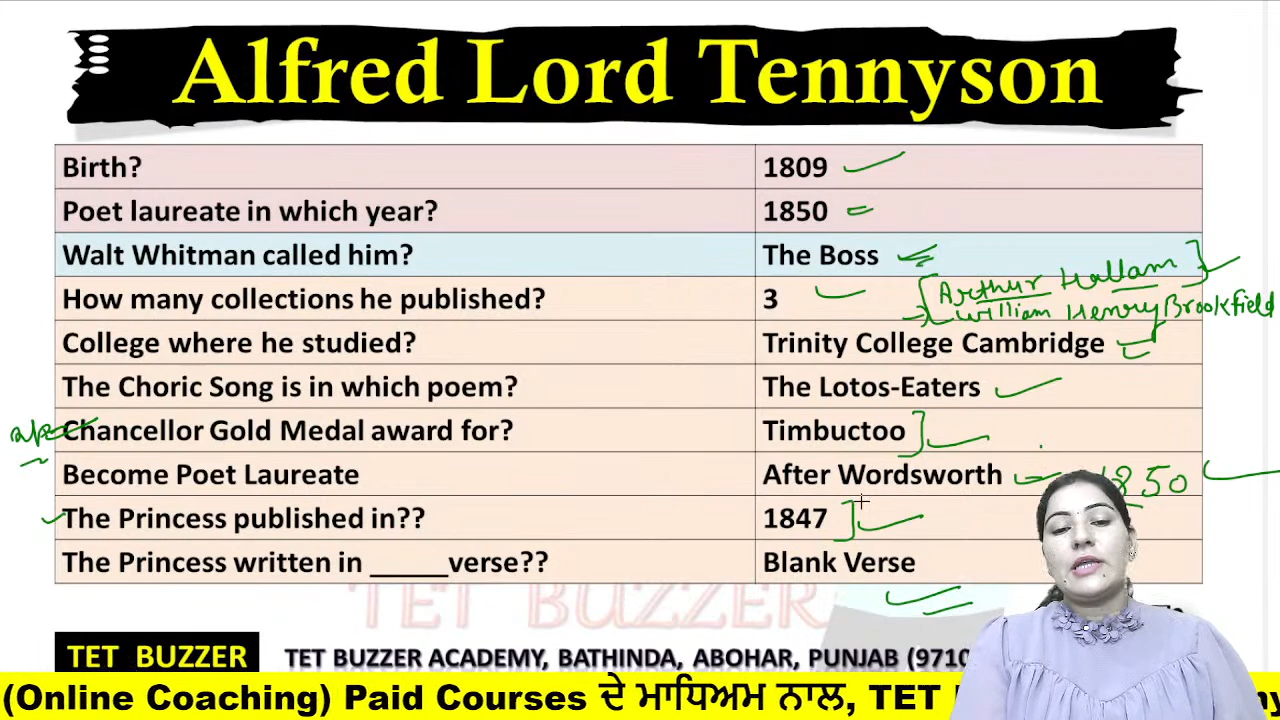 Alfred Lord Tennyson
Birth? 1809
Poet laureate in which year? 1850
Walt Whitman called him? The Boss
Arthur Hallam
How many collections he published? 3
William Henry Brookfield
College where he studied? Trinity College Cambridge
The Choric Song is in which poem? The Lotos-Eaters
Chancellor Gold Medal award for? Timbuctoo
Become Poet Laureate After Wordsworth 1850
The Princess published in?? 1847
The Princess written in _____verse?? Blank Verse
TET BUZZER
TET BUZZER TET BUZZER ACADEMY, BATHINDA, ABOHAR, PUNJAB (9710
(Online Coaching) Paid Courses ਦੇ ਮਾਧਿਅਮ ਨਾਲ, TET